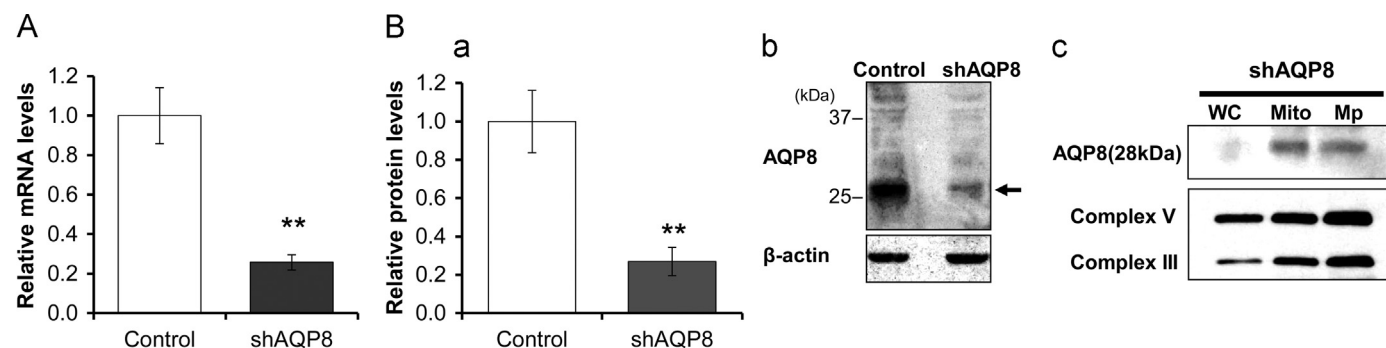 A
Relative mRNA levels
1.2
1.0
0.8
0.6
0.4
0.2
0.0
**
Control shAQP8
B
a
Relative protein levels
1.2
1.0
0.8
0.6
0.4
0.2
0.0
**
Control shAQP8
b
Control shAQP8
(kDa)
37–
AQP8
25–
β-actin
c
shAQP8
WC Mito Mp
AQP8(28kDa)
Complex V
Complex III